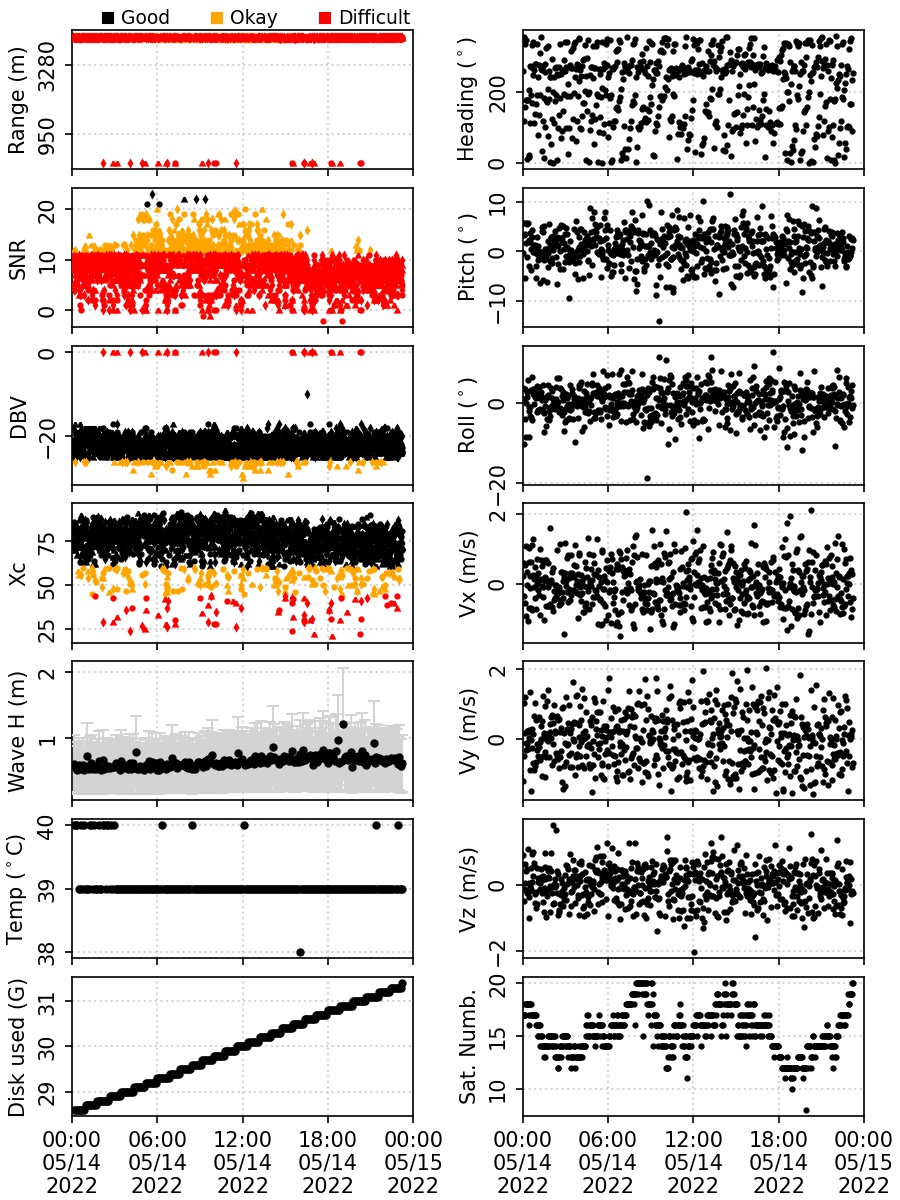 Good Okay Difficult
Range (m)
3280
950
Heading (°)
200
0
SNR
20
10
0
Pitch (°)
10
0
−10
DBV
0
−20
Roll (°)
0
−20
Xc
75
50
25
Vx (m/s)
2
0
Wave H (m)
2
1
Vy (m/s)
2
0
Temp (°C)
40
39
38
Vz (m/s)
0
−2
Disk used (G)
31
30
29
Sat. Numb.
20
15
10
00:00 06:00 12:00 18:00 00:00
05/14 05/14 05/14 05/14 05/15
2022 2022 2022 2022 2022
00:00 06:00 12:00 18:00 00:00
05/14 05/14 05/14 05/14 05/15
2022 2022 2022 2022 2022